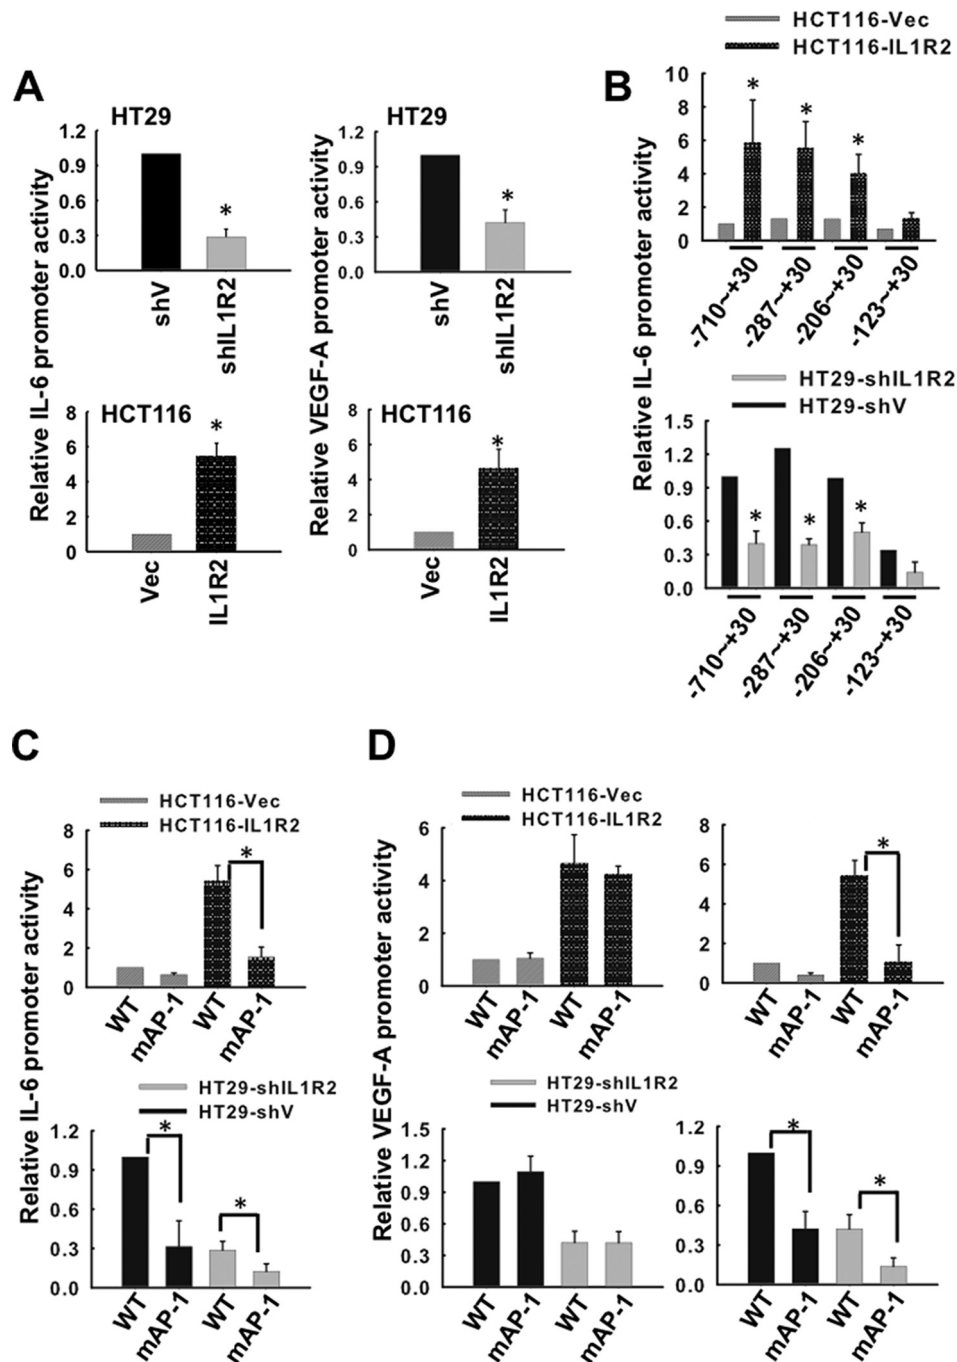 A
HT29
Relative IL-6 promoter activity
1.2
0.9
0.6
0.3
0.0
*
shV
shIL1R2
HCT116
8
6
4
2
0
*
Vec
IL1R2
HT29
Relative VEGF-A promoter activity
1.2
0.9
0.6
0.3
0.0
*
shV
shIL1R2
HCT116
8
6
4
2
0
*
Vec
IL1R2
B
HCT116-Vec
HCT116-IL1R2
Relative IL-6 promoter activity
10
8
6
4
2
0
* * *
-710~+30
-287~+30
-206~+30
-123~+30
HT29-shIL1R2
HT29-shV
1.5
1.2
0.9
0.6
0.3
0.0
* * *
-710~+30
-287~+30
-206~+30
-123~+30
C
HCT116-Vec
HCT116-IL1R2
Relative IL-6 promoter activity
8
6
4
2
0
*
WT mAP-1 WT mAP-1
HT29-shIL1R2
HT29-shV
1.2
0.9
0.6
0.3
0.0
* *
WT mAP-1 WT mAP-1
D
HCT116-Vec
HCT116-IL1R2
Relative VEGF-A promoter activity
6
4
2
0
WT mAP-1 WT mAP-1
8
6
4
2
0
*
WT mAP-1 WT mAP-1
HT29-shIL1R2
HT29-shV
1.5
1.2
0.9
0.6
0.3
0.0
WT mAP-1 WT mAP-1
1.2
0.9
0.6
0.3
0.0
* *
WT mAP-1 WT mAP-1